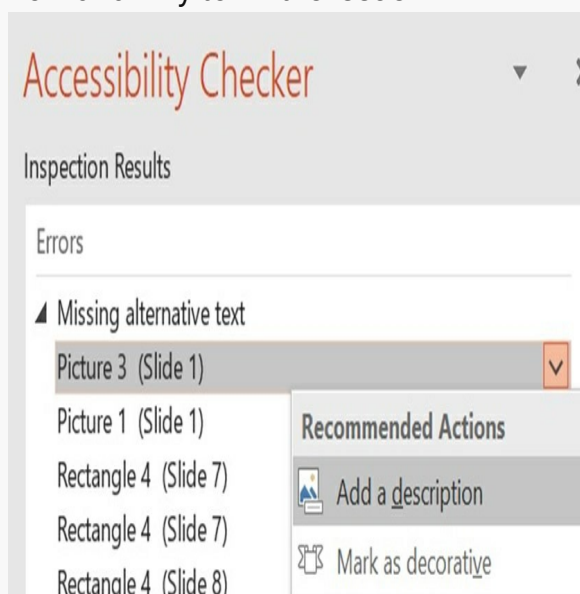 Accessibility Checker
Inspection Results
Errors
Missing alternative text
Picture 3 (Slide 1)
Picture 1 (Slide 1)
Recommended Actions
Rectangle 4 (Slide 7)
Add a description
Rectangle 4 (Slide 7)
Mark as decorative
Rectangle 4 (Slide 8)